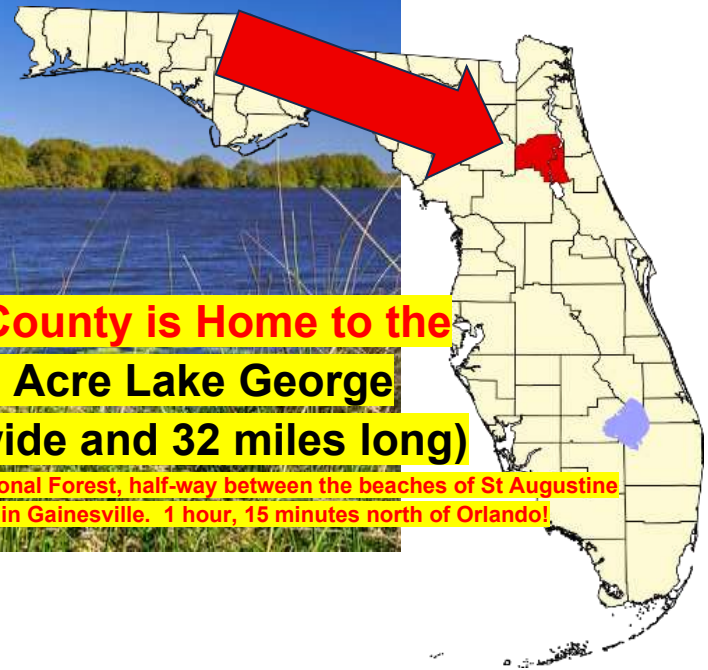 County is Home to the
Acre Lake George
wide and 32 miles long)
onal Forest, half-way between the beaches of St Augustine
in Gainesville. 1 hour, 15 minutes north of Orlando!